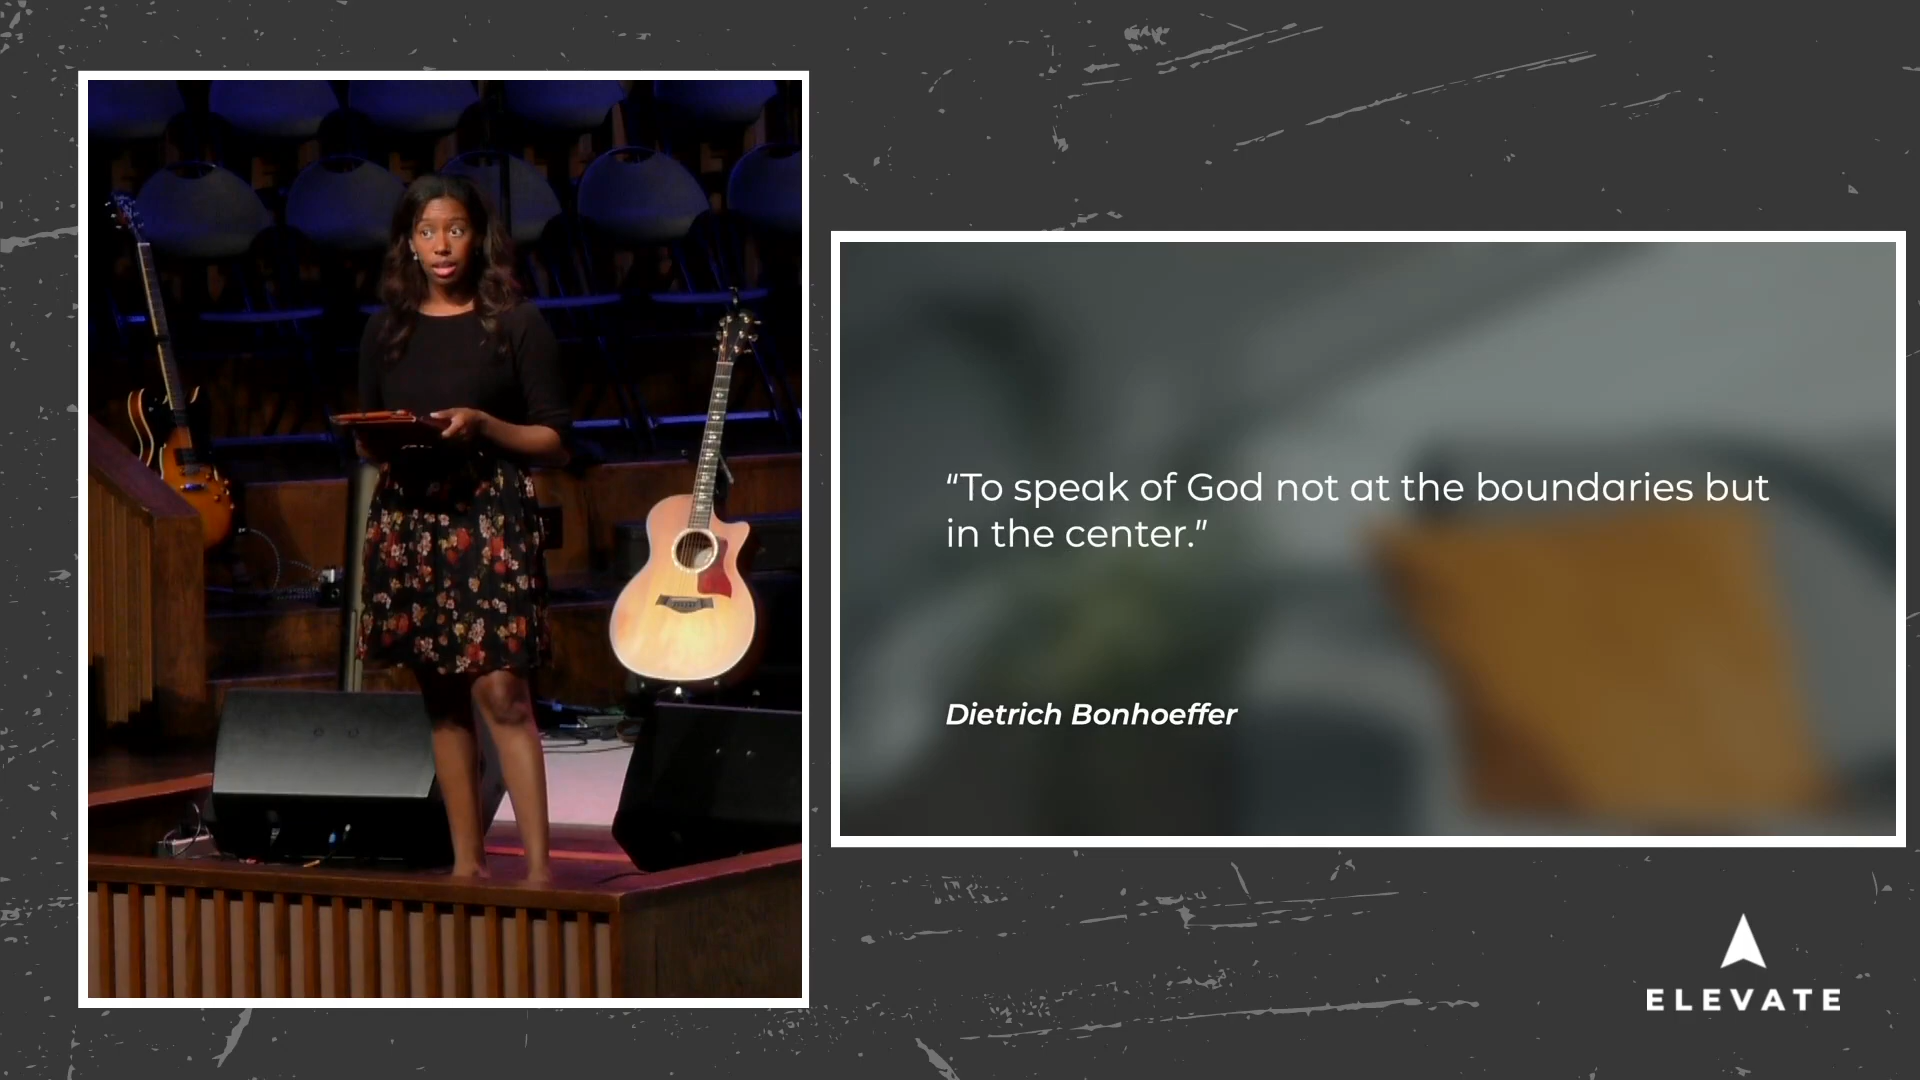 "To speak of God not at the boundaries but
in the center."
Dietrich Bonhoeffer
ELEVATE